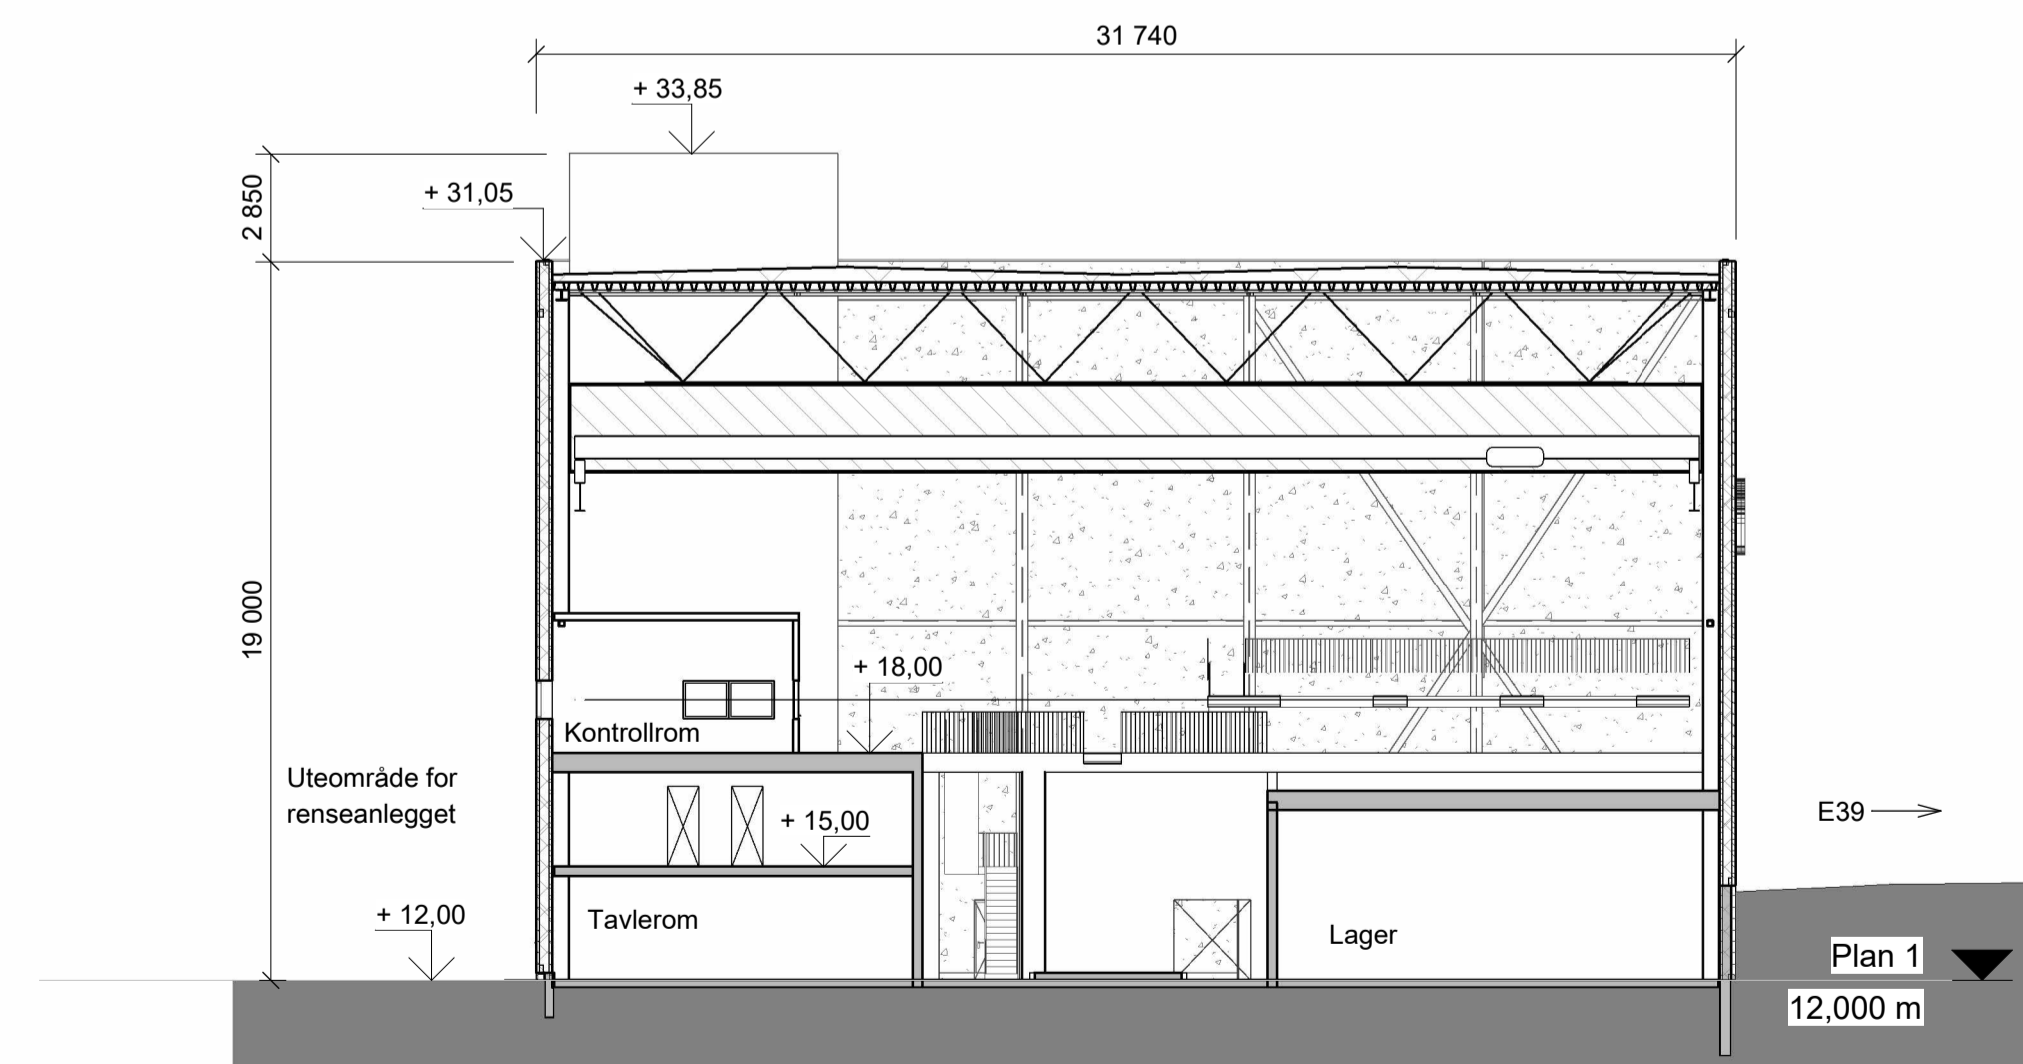 31 740
+ 33,85
2 850
+ 31,05
19 000
+ 18,00
Kontrollrom
Uteområde for
renseanlegget
+ 15,00
E39
+ 12,00
Tavlerom
Lager
Plan 1
12,000 m